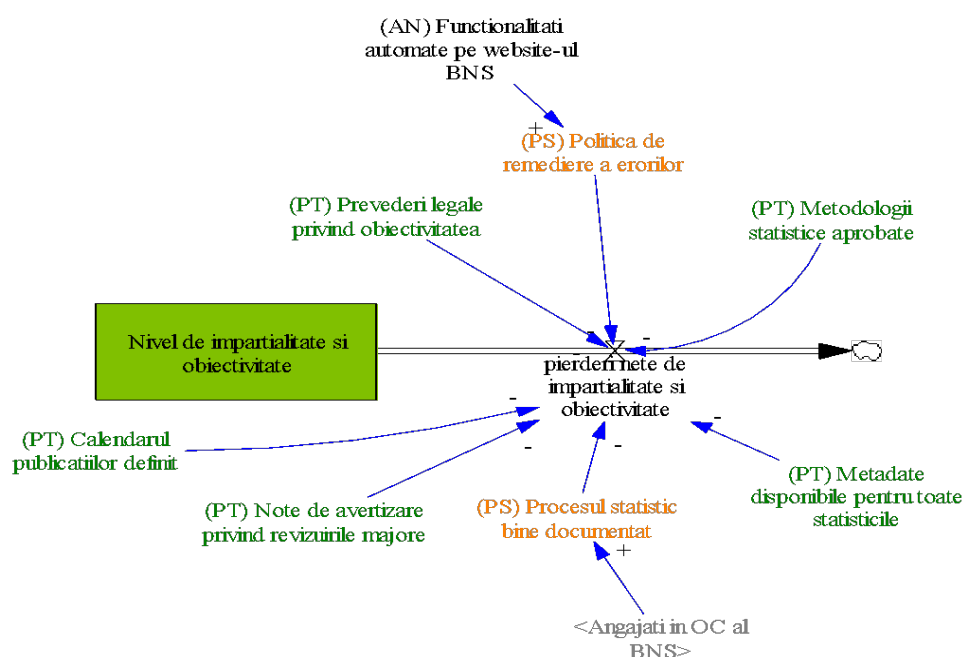 (AN) Functionalitati
automate pe website-ul
BNS
+
(PS) Politica de
remediere a erorilor
(PT) Prevederi legale
privind obiectivitatea
(PT) Metodologii
statistice aprobate
Nivel de impartialitate si
obiectivitate
-
-
pierderi nete de
impartialitate si
obiectivitate
-
-
-
-
(PT) Calendarul
publicatiilor definit
(PT) Note de avertizare
privind revizuirile majore
(PS) Procesul statistic
bine documentat
(PT) Metadate
disponibile pentru toate
statisticile
+
<Angajati in OC al
BNS>